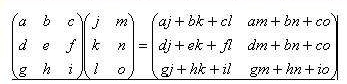 a b c j m aj + bk + cl am + bn + co
d e f k n = dj + ek + fl dm + bn + co
g h i l o gj + hk + il gm + hn + io